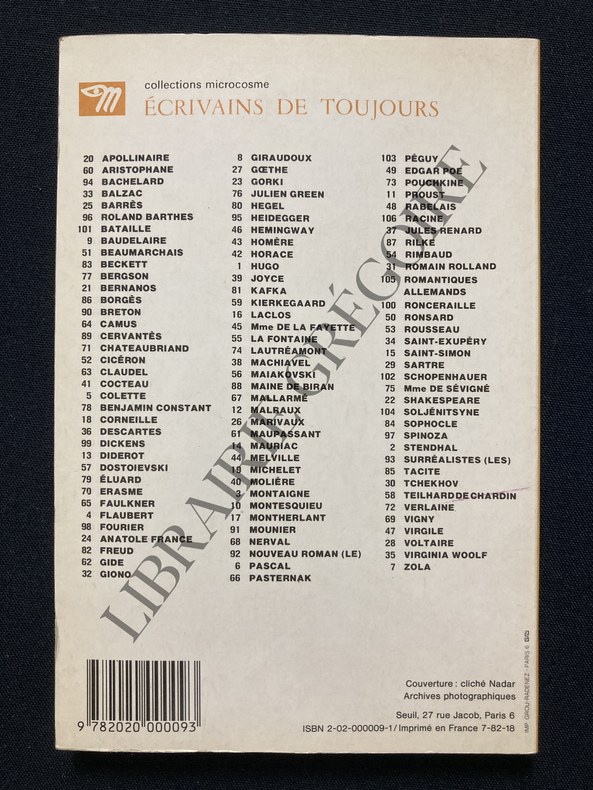 collections microcosme
ÉCRIVAINS DE TOUJOURS
20 APOLLINAIRE
60 ARISTOPHANE
94 BACHELARD
33 BALZAC
25 BARRÈS
96 ROLAND BARTHES
101 BATAILLE
9 BAUDELAIRE
51 BEAUMARCHAIS
83 BECKETT
77 BERGSON
21 BERNANOS
86 BORGÈS
90 BRETON
64 CAMUS
89 CERVANTÈS
71 CHATEAUBRIAND
52 CICÉRON
63 CLAUDEL
41 COCTEAU
5 COLETTE
78 BENJAMIN CONSTANT
18 CORNEILLE
36 DESCARTES
99 DICKENS
13 DIDEROT
57 DOSTOIEVSKI
79 ÉLUARD
70 ERASME
65 FAULKNER
4 FLAUBERT
98 FOURIER
24 ANATOLE FRANCE
82 FREUD
62 GIDE
32 GIONO
8 GIRAUDOUX
27 GŒTHE
23 GORKI
76 JULIEN GREEN
80 HEGEL
95 HEIDEGGER
46 HEMINGWAY
43 HOMÈRE
42 HORACE
1 HUGO
39 JOYCE
81 KAFKA
59 KIERKEGAARD
16 LACLOS
45 Mme DE LA FAYETTE
55 LA FONTAINE
74 LAUTRÉAMONT
38 MACHIAVEL
56 MAIAKOVSKI
88 MAINE DE BIRAN
67 MALLARMÉ
12 MALRAUX
26 MARIVAUX
61 MAUPASSANT
14 MAURIAC
44 MELVILLE
19 MICHELET
40 MOLIÈRE
3 MONTAIGNE
10 MONTESQUIEU
17 MONTHERLANT
91 MOUNIER
68 NERVAL
92 NOUVEAU ROMAN (LE)
6 PASCAL
66 PASTERNAK
103 PÉGUY
49 EDGAR POE
73 POUCHKINE
11 PROUST
48 RABELAIS
106 RACINE
37 JULES RENARD
87 RILKE
54 RIMBAUD
31 ROMAIN ROLLAND
105 ROMANTIQUES
ALLEMANDS
100 RONCERAILLE
50 RONSARD
53 ROUSSEAU
34 SAINT-EXUPÉRY
15 SAINT-SIMON
29 SARTRE
102 SCHOPENHAUER
75 Mme DE SÉVIGNÉ
22 SHAKESPEARE
104 SOLJÉNITSYNE
84 SOPHOCLE
97 SPINOZA
2 STENDHAL
93 SURRÉALISTES (LES)
85 TACITE
30 TCHEKHOV
58 TEILHARD DE CHARDIN
72 VERLAINE
69 VIGNY
47 VIRGILE
28 VOLTAIRE
35 VIRGINIA WOOLF
7 ZOLA
LIBRAIRIE GRÉGOIRE
9 782020 000093
Couverture : cliché Nadar
Archives photographiques
Seuil, 27 rue Jacob, Paris 6
ISBN 2-02-000009-1 / Imprimé en France 7-82-18
IMP. GROU-RADENEZ - PARIS 6